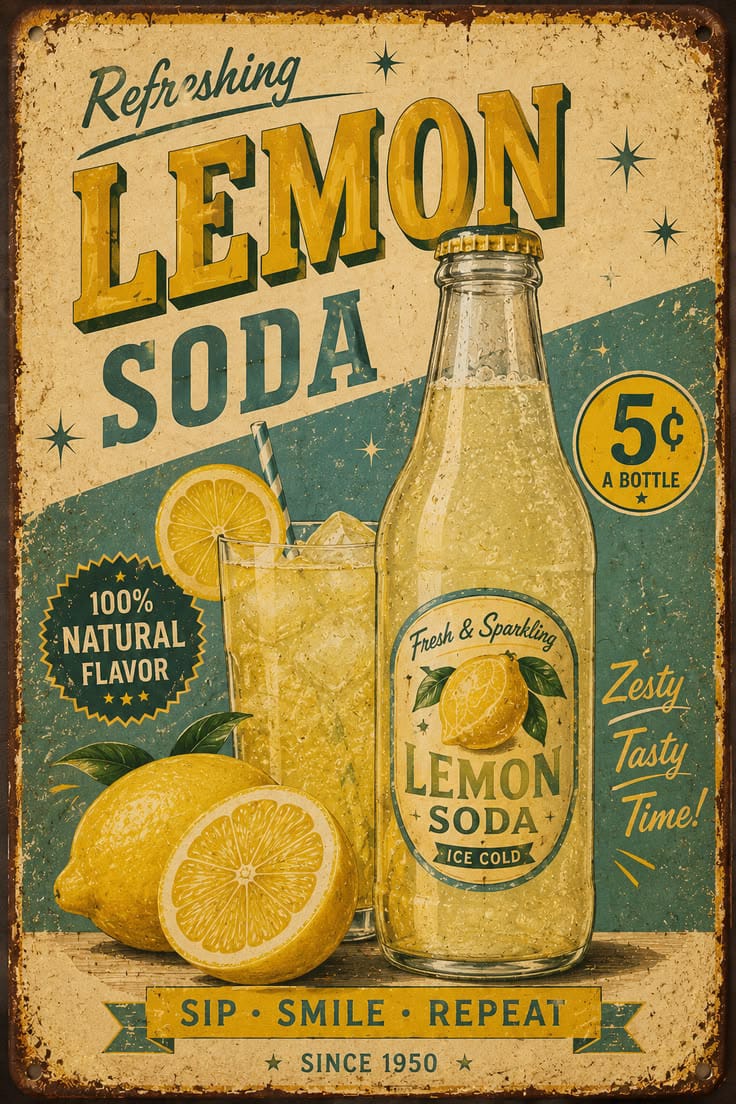 Refreshing
LEMON
SODA
5¢
A BOTTLE
100%
NATURAL
FLAVOR
Fresh & Sparkling
LEMON
SODA
ICE COLD
Zesty
Tasty
Time!
SIP • SMILE • REPEAT
SINCE 1950